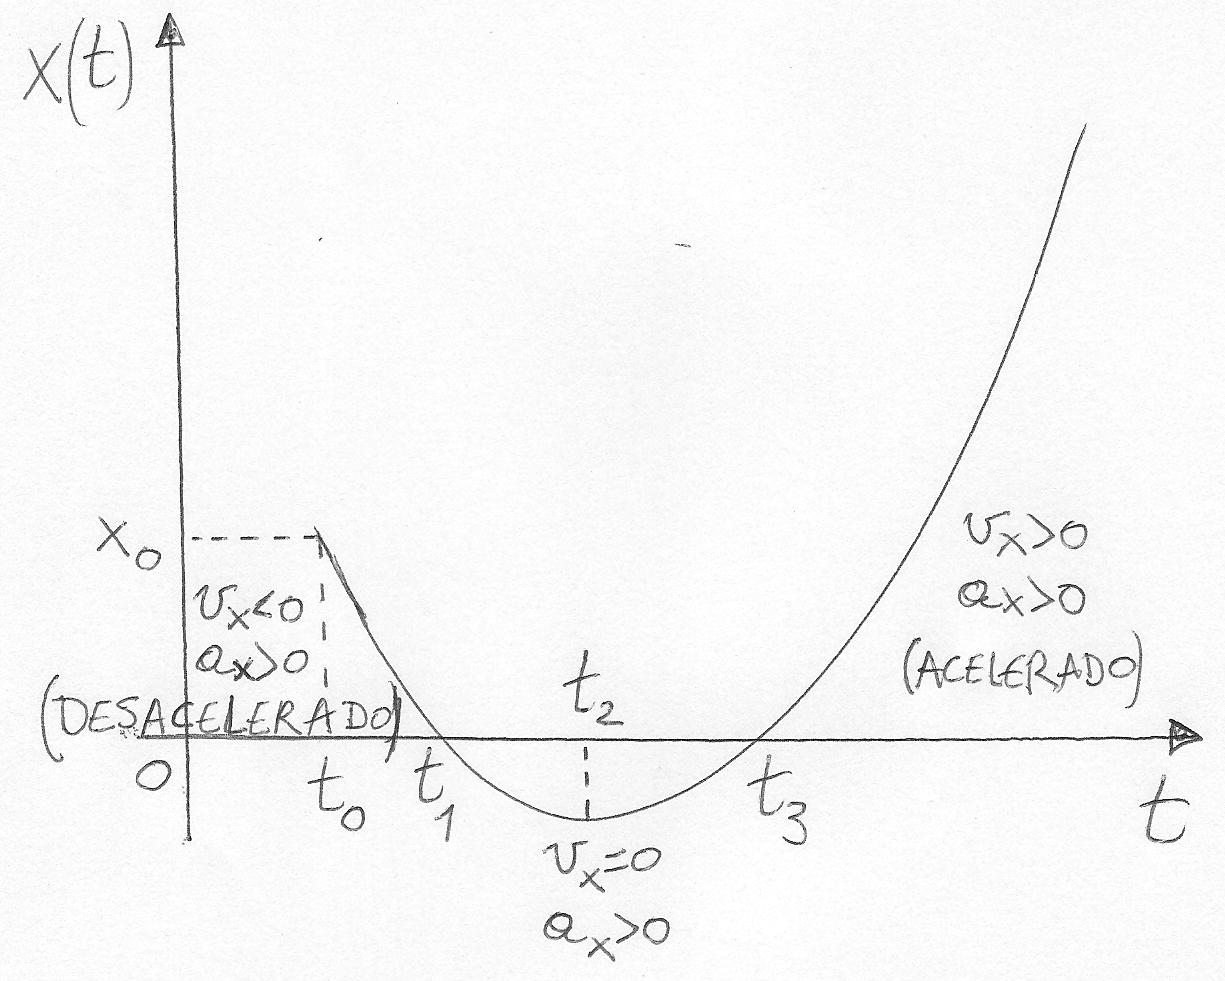 x(t)
x₀
vₓ<0
aₓ>0
(DESACELERADO)
t₂
vₓ>0
aₓ>0
(ACELERADO)
0
t₀
t₁
t₃
t
vₓ=0
aₓ>0